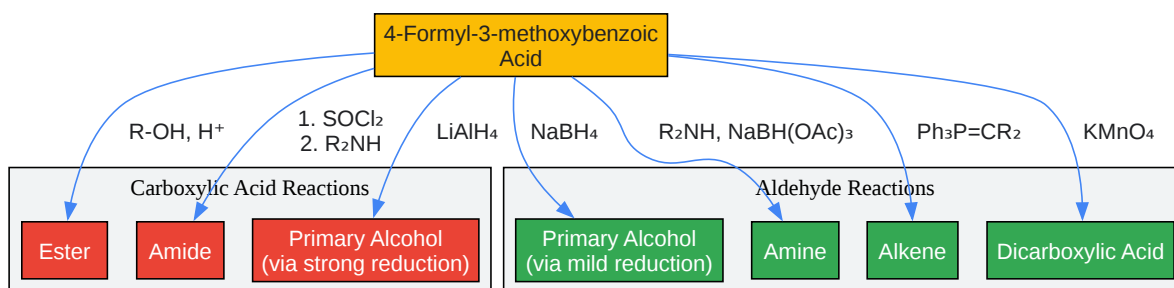 4-Formyl-3-methoxybenzoic
Acid
R-OH, H⁺
1. SOCl₂
2. R₂NH
LiAlH₄
NaBH₄
R₂NH, NaBH(OAc)₃
Ph₃P=CR₂
KMnO₄
Carboxylic Acid Reactions
Aldehyde Reactions
Ester
Amide
Primary Alcohol
(via strong reduction)
Primary Alcohol
(via mild reduction)
Amine
Alkene
Dicarboxylic Acid